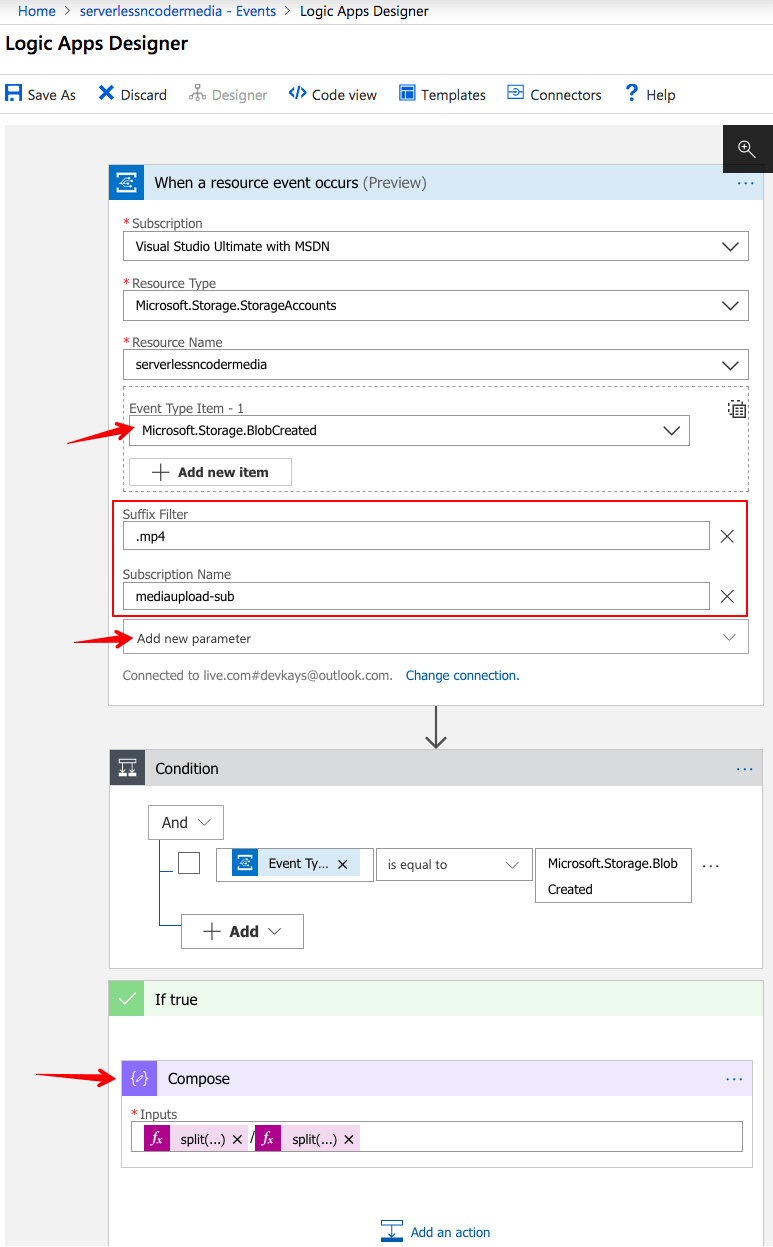 Home > serverlessncodermedia - Events > Logic Apps Designer
Logic Apps Designer
Save As Discard Designer Code view Templates Connectors ? Help
When a resource event occurs (Preview) ...
* Subscription
Visual Studio Ultimate with MSDN
* Resource Type
Microsoft.Storage.StorageAccounts
* Resource Name
serverlessncodermedia
Event Type Item - 1
Microsoft.Storage.BlobCreated
+ Add new item
Suffix Filter
.mp4
Subscription Name
mediaupload-sub
Add new parameter
Connected to live.com#devkays@outlook.com. Change connection.
Condition ...
And
Event Ty... × is equal to Microsoft.Storage.Blob ...
Created
+ Add
If true
Compose ...
* Inputs
fx split(...) × / fx split(...) ×
Add an action